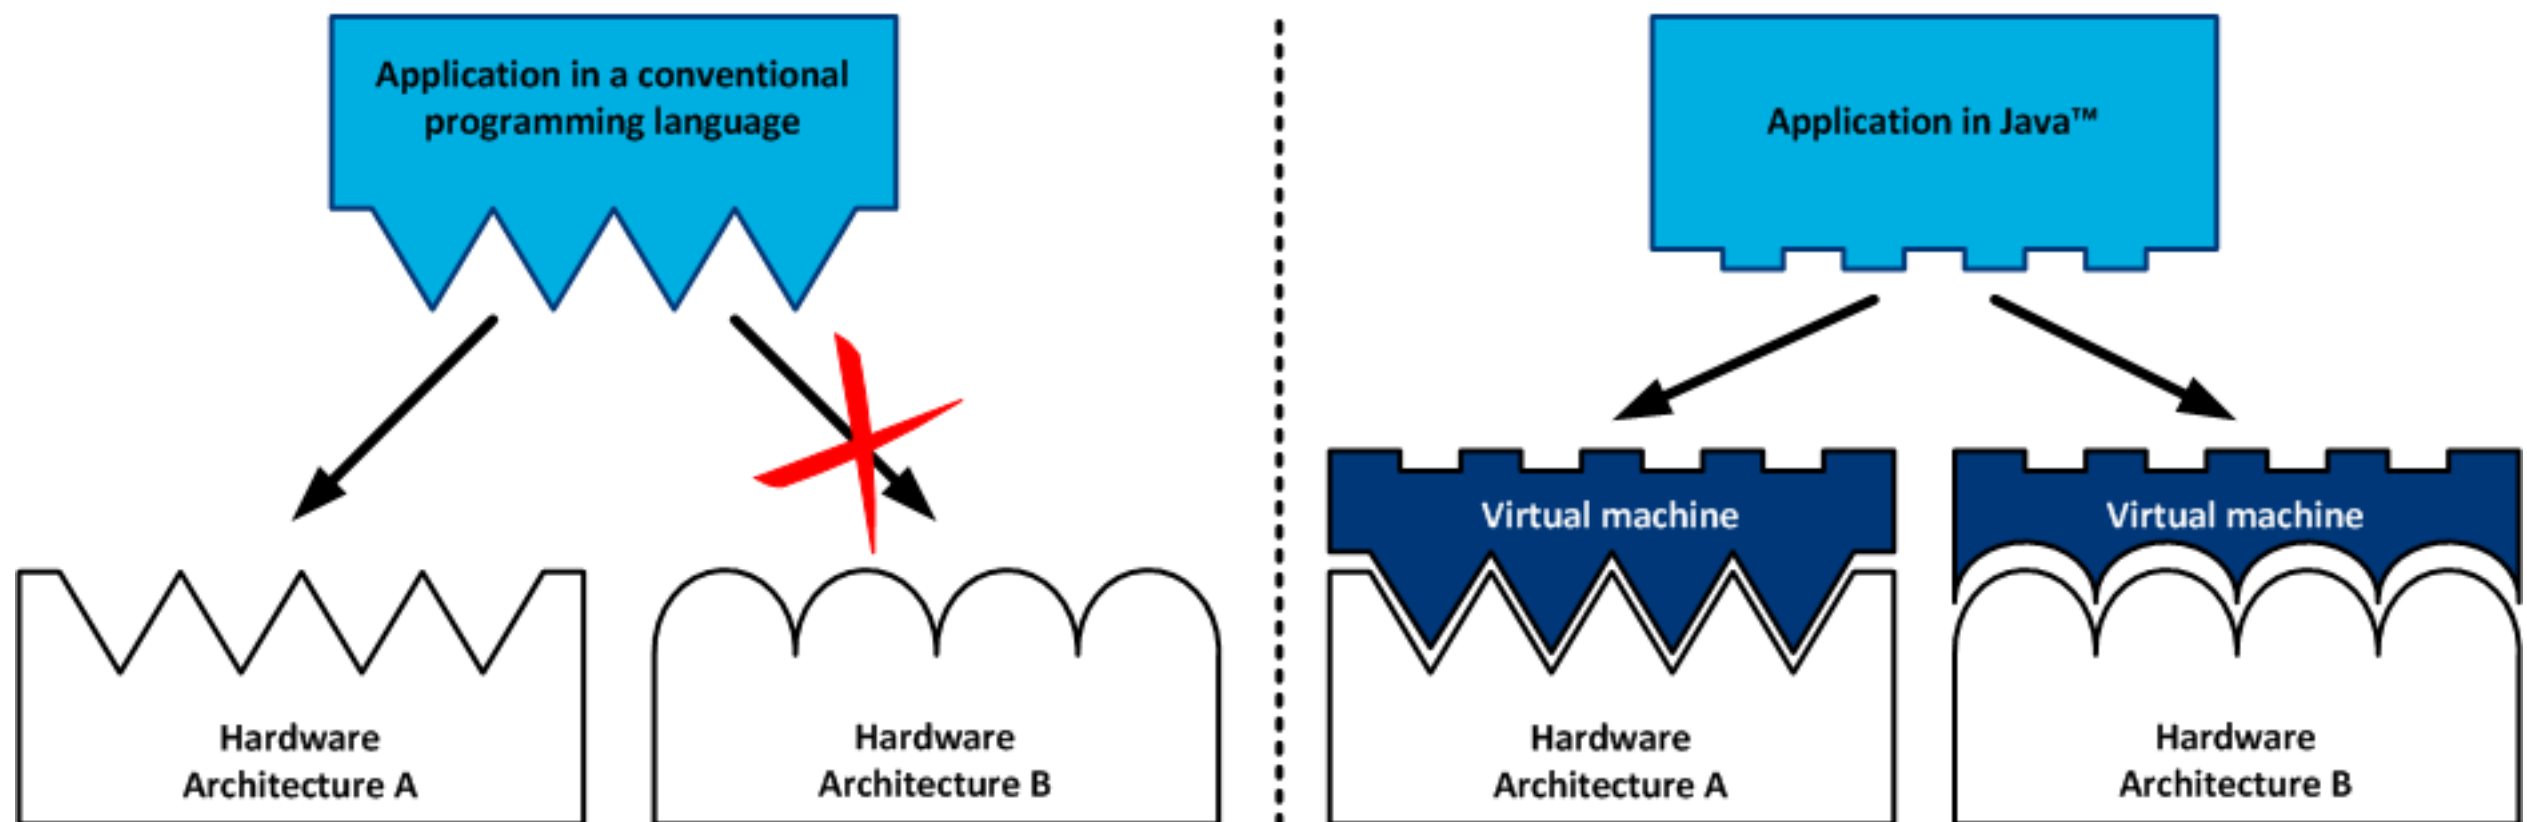 Application in a conventional
programming language
Hardware
Architecture A
Hardware
Architecture B
Application in Java™
Virtual machine
Virtual machine
Hardware
Architecture A
Hardware
Architecture B